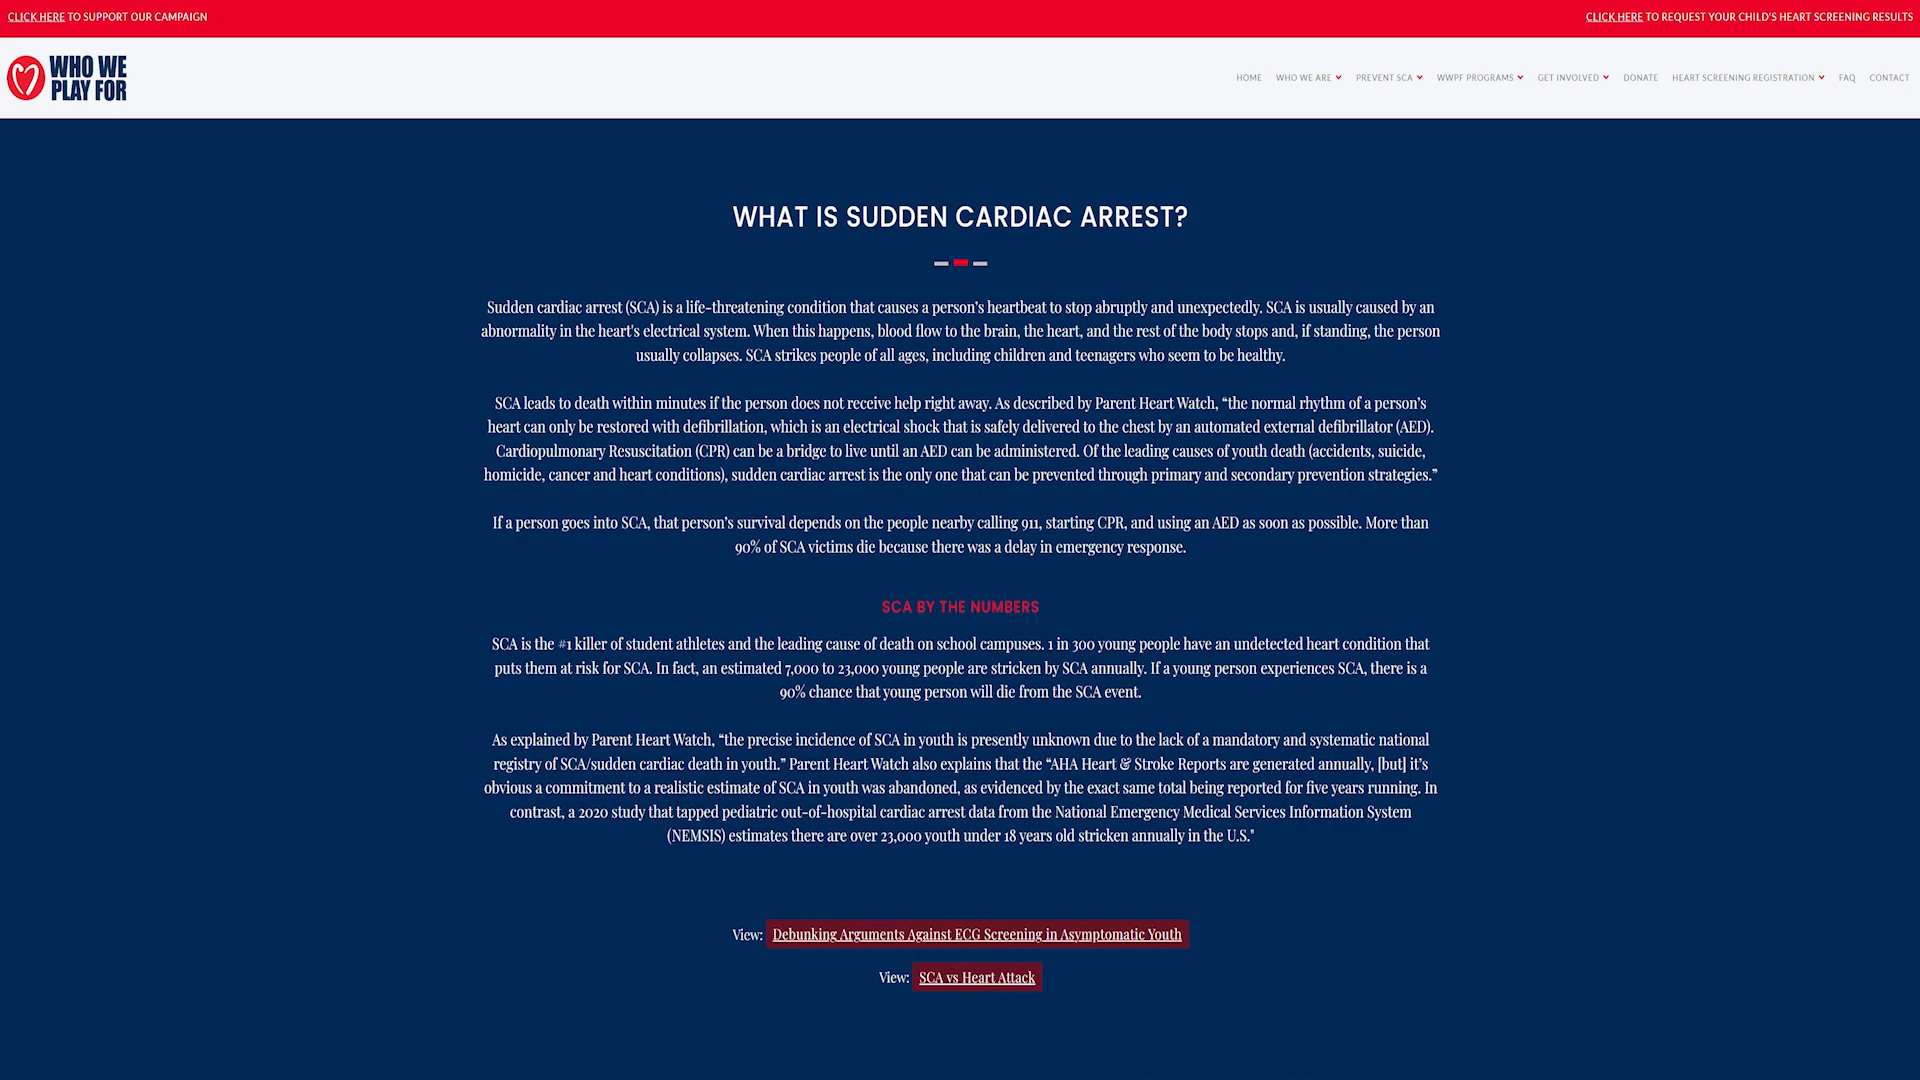 CLICK HERE TO SUPPORT OUR CAMPAIGN
CLICK HERE TO REQUEST YOUR CHILD'S HEART SCREENING RESULTS
WHO WE
PLAY FOR
HOME WHO WE ARE PREVENT SCA WWPF PROGRAMS GET INVOLVED DONATE HEART SCREENING REGISTRATION FAQ CONTACT
WHAT IS SUDDEN CARDIAC ARREST?
Sudden cardiac arrest (SCA) is a life-threatening condition that causes a person’s heartbeat to stop abruptly and unexpectedly. SCA is usually caused by an
abnormality in the heart's electrical system. When this happens, blood flow to the brain, the heart, and the rest of the body stops and, if standing, the person
usually collapses. SCA strikes people of all ages, including children and teenagers who seem to be healthy.
SCA leads to death within minutes if the person does not receive help right away. As described by Parent Heart Watch, “the normal rhythm of a person’s
heart can only be restored with defibrillation, which is an electrical shock that is safely delivered to the chest by an automated external defibrillator (AED).
Cardiopulmonary Resuscitation (CPR) can be a bridge to live until an AED can be administered. Of the leading causes of youth death (accidents, suicide,
homicide, cancer and heart conditions), sudden cardiac arrest is the only one that can be prevented through primary and secondary prevention strategies.”
If a person goes into SCA, that person’s survival depends on the people nearby calling 911, starting CPR, and using an AED as soon as possible. More than
90% of SCA victims die because there was a delay in emergency response.
SCA BY THE NUMBERS
SCA is the #1 killer of student athletes and the leading cause of death on school campuses. 1 in 300 young people have an undetected heart condition that
puts them at risk for SCA. In fact, an estimated 7,000 to 23,000 young people are stricken by SCA annually. If a young person experiences SCA, there is a
90% chance that young person will die from the SCA event.
As explained by Parent Heart Watch, “the precise incidence of SCA in youth is presently unknown due to the lack of a mandatory and systematic national
registry of SCA/sudden cardiac death in youth.” Parent Heart Watch also explains that the “AHA Heart & Stroke Reports are generated annually, [but] it’s
obvious a commitment to a realistic estimate of SCA in youth was abandoned, as evidenced by the exact same total being reported for five years running. In
contrast, a 2020 study that tapped pediatric out-of-hospital cardiac arrest data from the National Emergency Medical Services Information System
(NEMSIS) estimates there are over 23,000 youth under 18 years old stricken annually in the U.S."
View: Debunking Arguments Against ECG Screening in Asymptomatic Youth
View: SCA vs Heart Attack